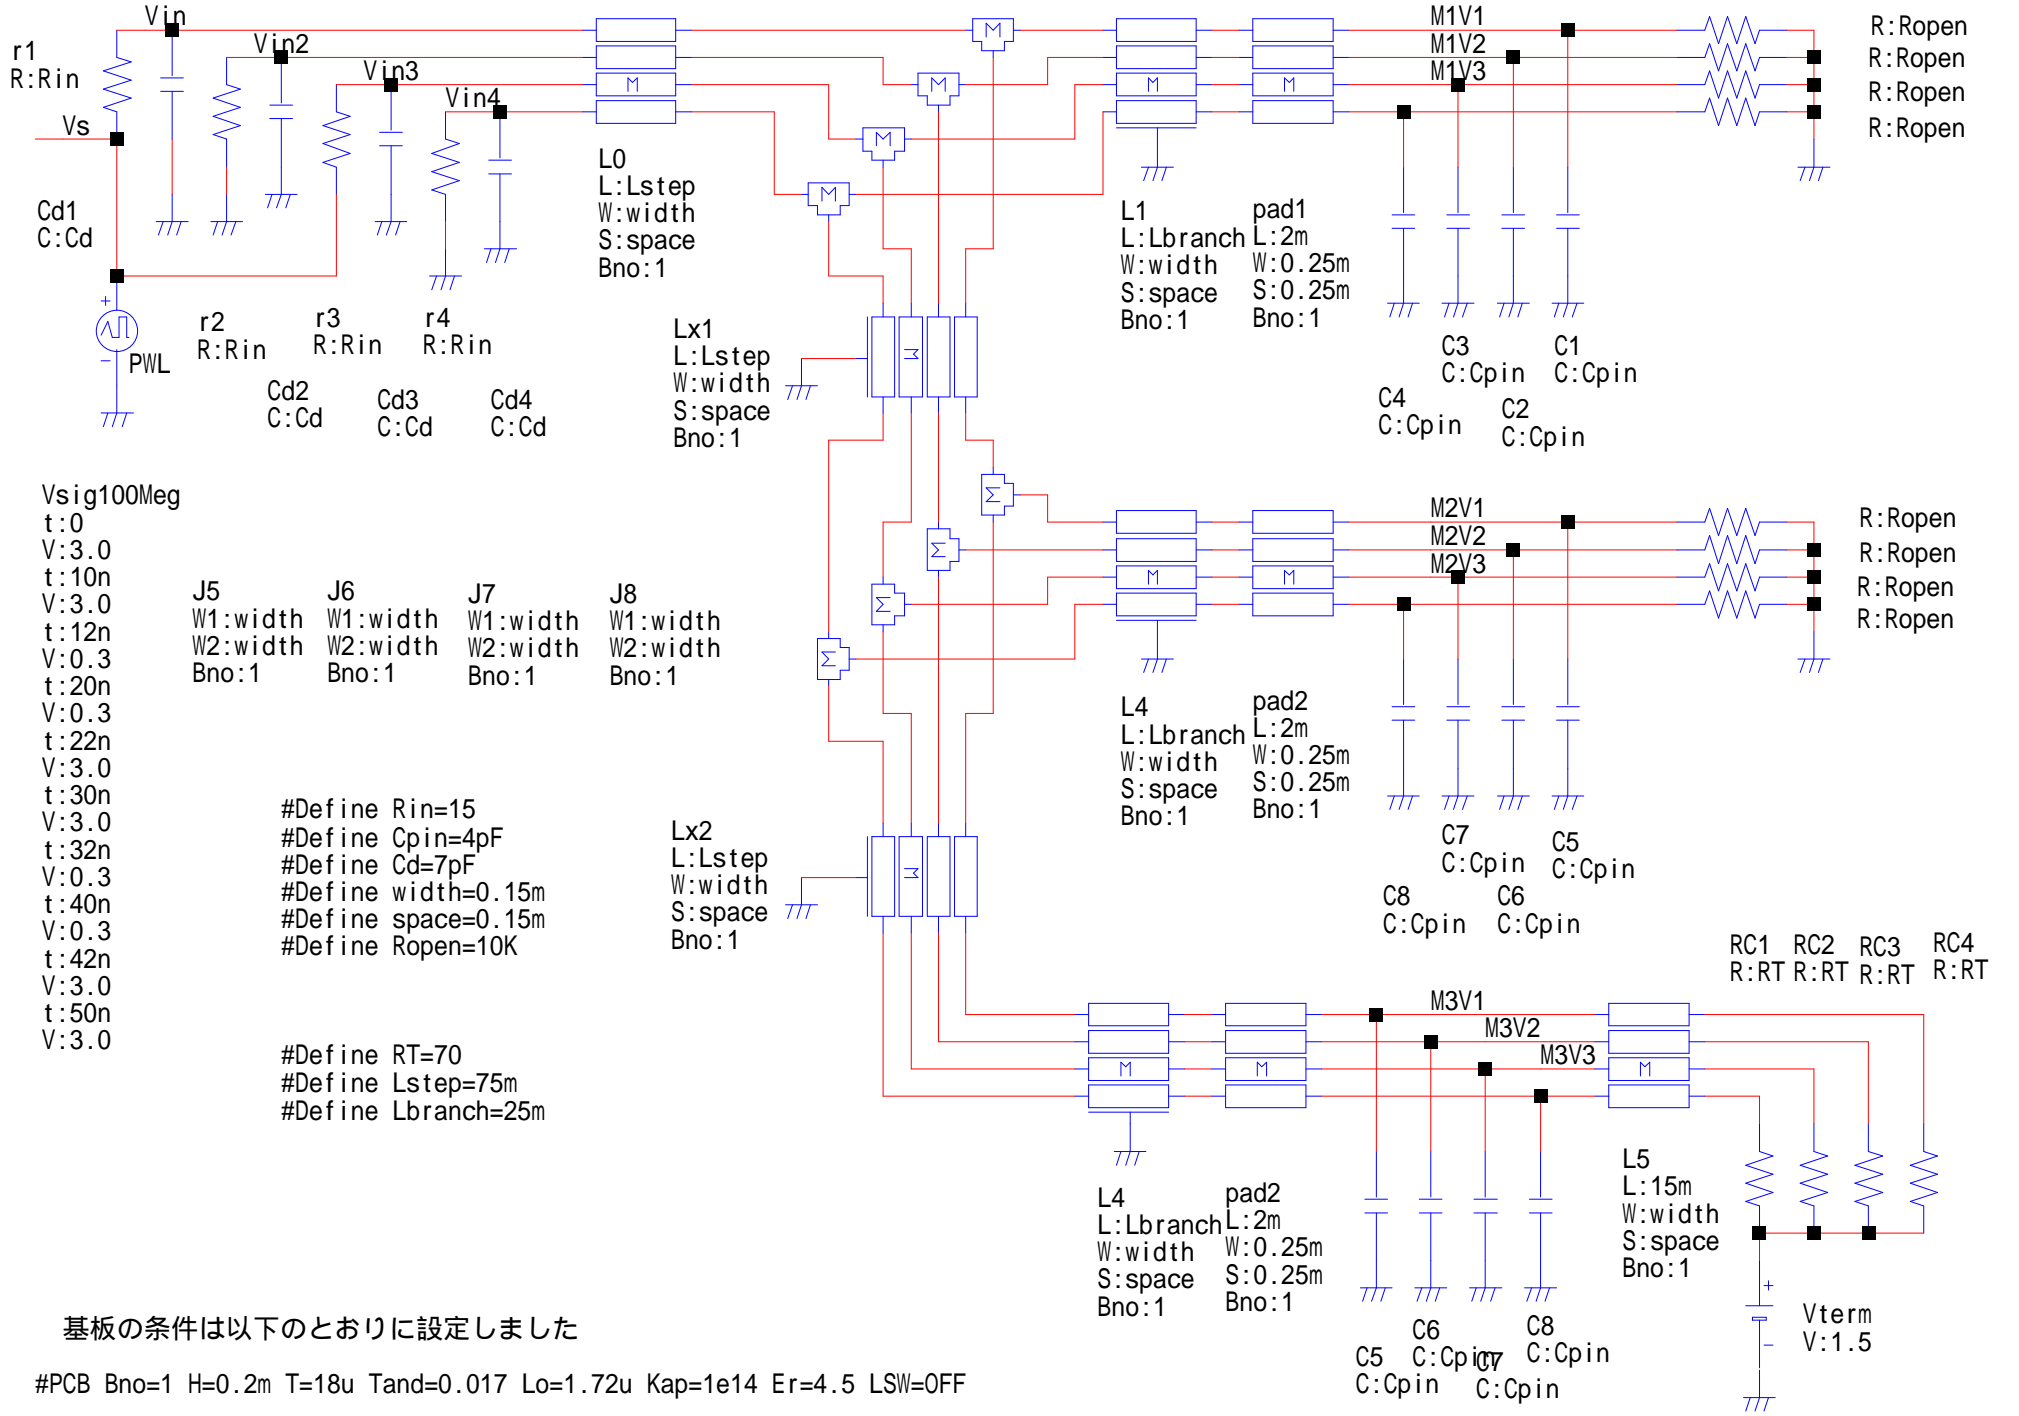 Vin
r1
R:Rin
Vin2
Vin3
Vin4
Vs
Cd1
C:Cd
PWL
r2
R:Rin
r3
R:Rin
r4
R:Rin
Cd2
C:Cd
Cd3
C:Cd
Cd4
C:Cd
M
L0
L:Lstep
W:width
S:space
Bno:1
M
M
M
M
M
M
M1V1
M1V2
M1V3
R:Ropen
R:Ropen
R:Ropen
R:Ropen
L1
L:Lbranch
W:width
S:space
Bno:1
pad1
L:2m
W:0.25m
S:0.25m
Bno:1
C3
C:Cpin
C1
C:Cpin
C4
C:Cpin
C2
C:Cpin
Lx1
L:Lstep
W:width
S:space
Bno:1
M
Vsig100Meg
t:0
V:3.0
t:10n
V:3.0
t:12n
V:0.3
t:20n
V:0.3
t:22n
V:3.0
t:30n
V:3.0
t:32n
V:0.3
t:40n
V:0.3
t:42n
V:3.0
t:50n
V:3.0
J5
W1:width
W2:width
Bno:1
J6
W1:width
W2:width
Bno:1
J7
W1:width
W2:width
Bno:1
J8
W1:width
W2:width
Bno:1
M
M
M
M
M
M
M2V1
M2V2
M2V3
R:Ropen
R:Ropen
R:Ropen
R:Ropen
L4
L:Lbranch
W:width
S:space
Bno:1
pad2
L:2m
W:0.25m
S:0.25m
Bno:1
C7
C:Cpin
C5
C:Cpin
C8
C:Cpin
C6
C:Cpin
#Define Rin=15
#Define Cpin=4pF
#Define Cd=7pF
#Define width=0.15m
#Define space=0.15m
#Define Ropen=10K
#Define RT=70
#Define Lstep=75m
#Define Lbranch=25m
Lx2
L:Lstep
W:width
S:space
Bno:1
M
RC1
R:RT
RC2
R:RT
RC3
R:RT
RC4
R:RT
M3V1
M3V2
M3V3
M
M
M
L4
L:Lbranch
W:width
S:space
Bno:1
pad2
L:2m
W:0.25m
S:0.25m
Bno:1
L5
L:15m
W:width
S:space
Bno:1
C5
C:Cpin
C6
C:Cpin
C7
C:Cpin
C8
C:Cpin
Vterm
V:1.5
基板の条件は以下のとおりに設定しました
#PCB Bno=1 H=0.2m T=18u Tand=0.017 Lo=1.72u Kap=1e14 Er=4.5 LSW=OFF